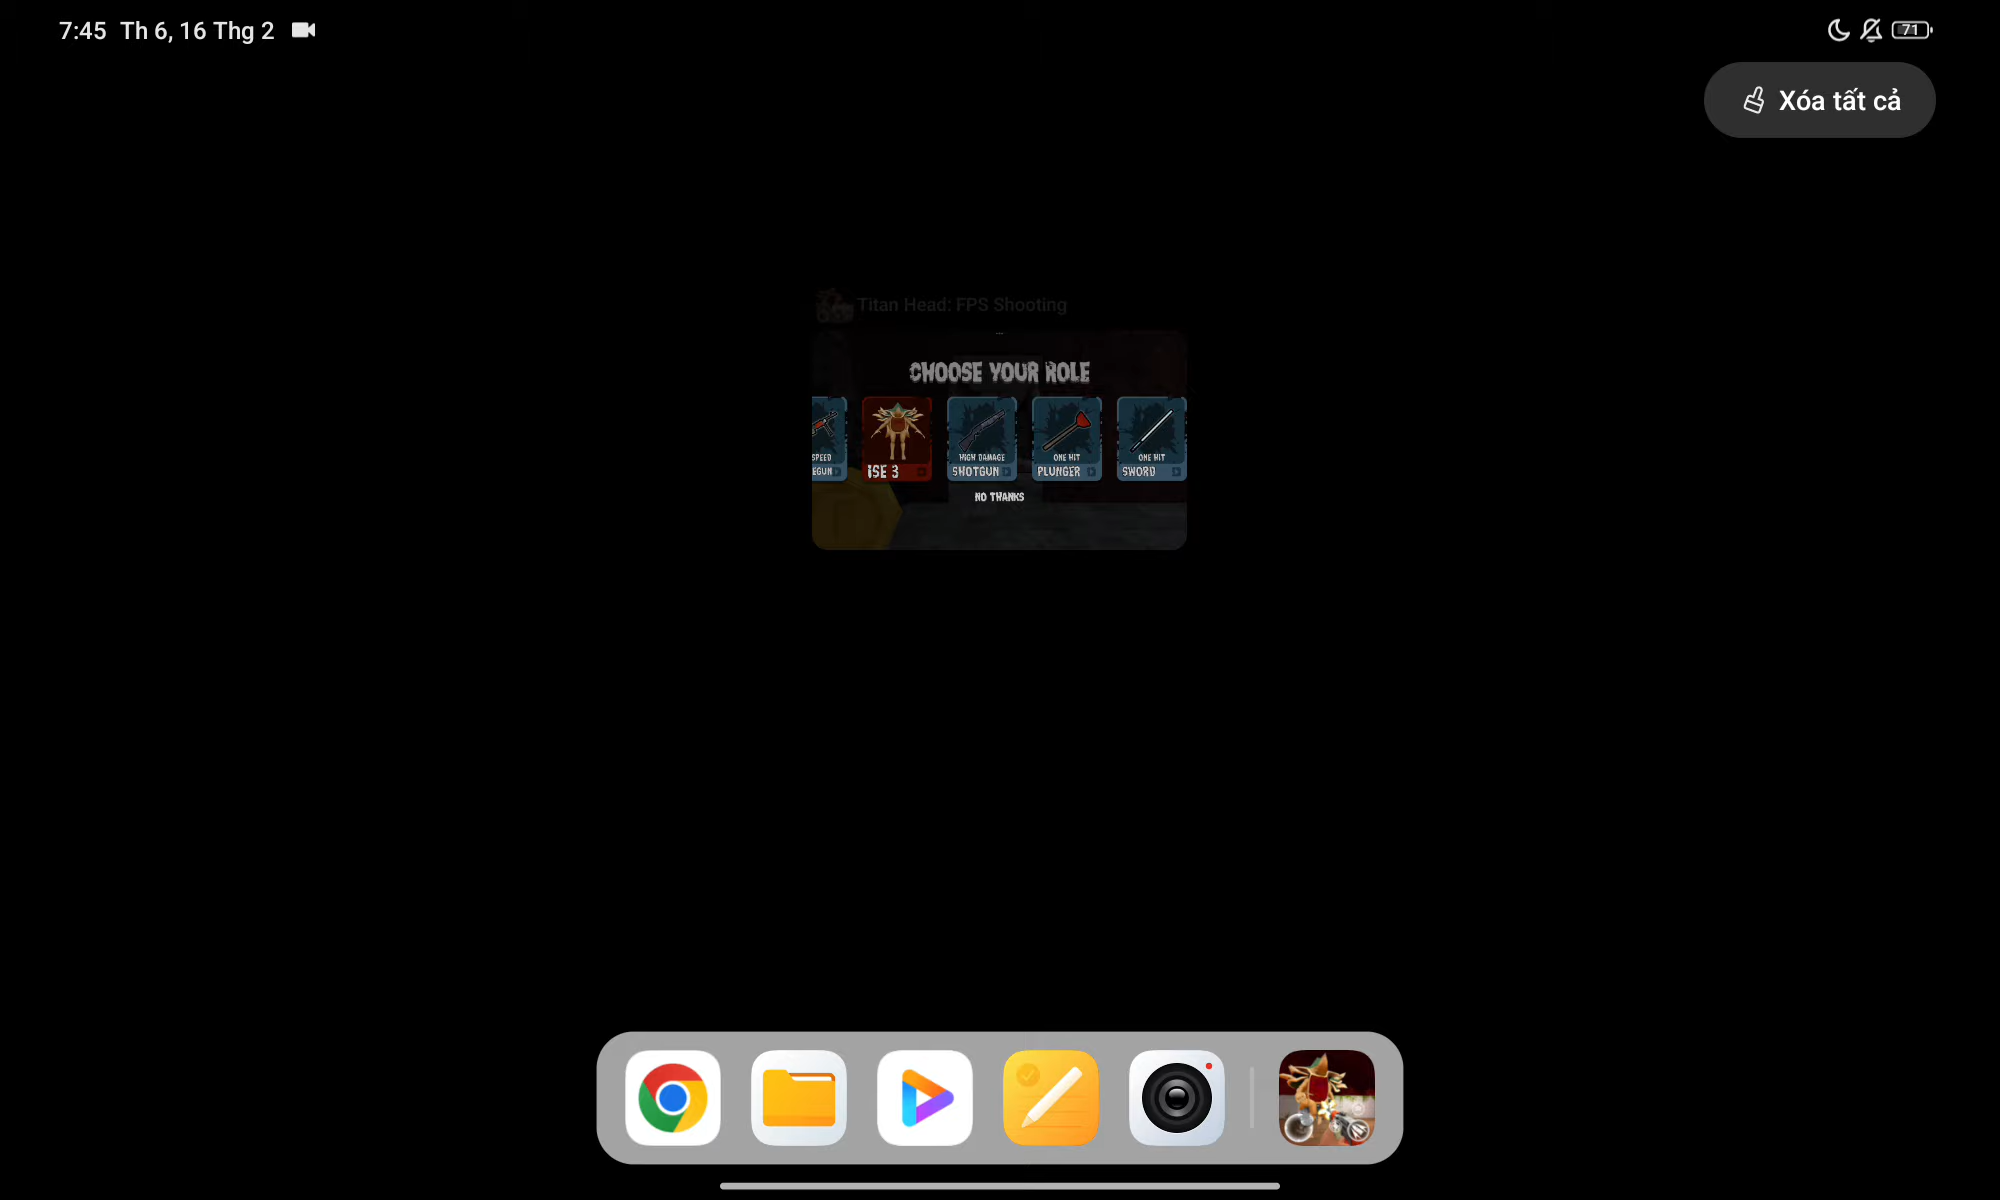 7:45 Th 6, 16 Thg 2
71
Xóa tất cả
Titan Head: FPS Shooting
CHOOSE YOUR ROLE
SPEED
HIGH DAMAGE
ONE HIT
ONE HIT
EGUN
ISE 3
SHOTGUN
PLUNGER
SWORD
NO THANKS